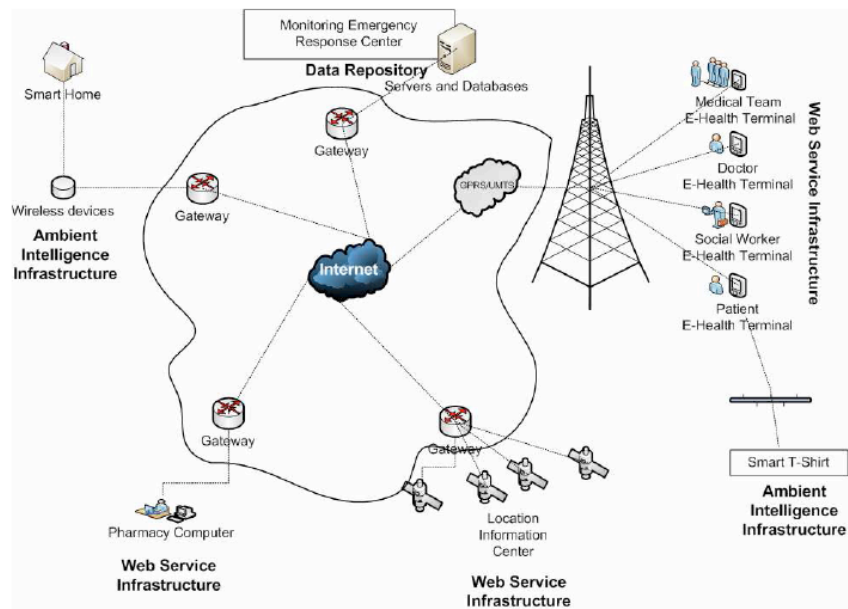 Monitoring Emergency
Response Center
Data Repository
Servers and Databases
Smart Home
Gateway
Wireless devices
Gateway
Ambient
Intelligence
Infrastructure
GPRS/UMTS
Internet
Medical Team
E-Health Terminal
Doctor
E-Health Terminal
Social Worker
E-Health Terminal
Patient
E-Health Terminal
Web Service Infrastructure
Gateway
Gateway
Smart T-Shirt
Ambient
Intelligence
Infrastructure
Pharmacy Computer
Web Service
Infrastructure
Location
Information
Center
Web Service
Infrastructure